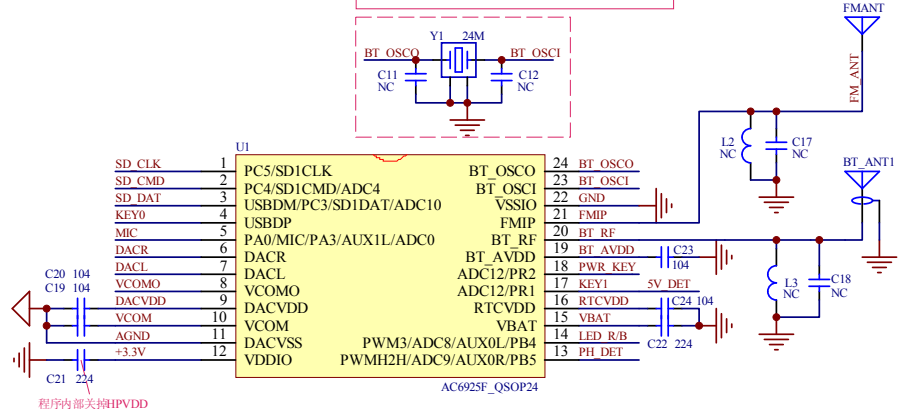 FMANT
Y1 24M
BT_OSCO BT_OSCI
C11 NC
C12 NC
FM_ANT
L2 NC
C17 NC
BT_ANT1
U1
SD_CLK 1 PC5/SD1CLK
SD_CMD 2 PC4/SD1CMD/ADC4
SD_DAT 3 USBDM/PC3/SD1DAT/ADC10
KEY0 4 USBDP
MIC 5 PA0/MIC/PA3/AUX1L/ADC0
DACR 6 DACR
DACL 7 DACL
VCOMO 8 VCOMO
DACVDD 9 DACVDD
VCOM 10 VCOM
AGND 11 DACVSS
+3.3V 12 VDDIO
BT_OSCO 24 BT_OSCO
BT_OSCI 23 BT_OSCI
VSSIO 22 GND
FMIP 21 FMIP
BT_RF 20 BT_RF
BT_AVDD 19 BT_AVDD
ADC12/PR2 18 PWR_KEY
ADC12/PR1 17 KEY1 5V_DET
RTCVDD 16 RTCVDD
VBAT 15 VBAT
PWM3/ADC8/AUX0L/PB4 14 LED_R/B
PWMH2H/ADC9/AUX0R/PB5 13 PH_DET
C20 104
C19 104
C21 224
C23
104
C24 104
C22 224
L3 NC
C18 NC
AC6925F_QSOP24
程序内部关掉HPVDD